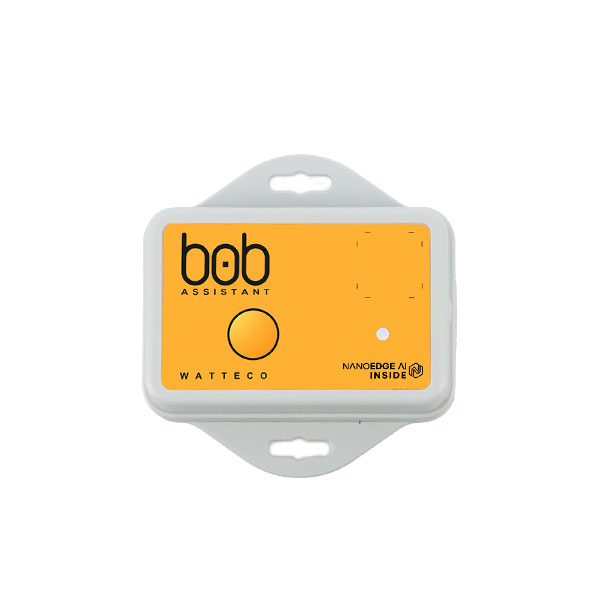 bob
ASSISTANT
WATTECO
NANOEDGE AI
INSIDE